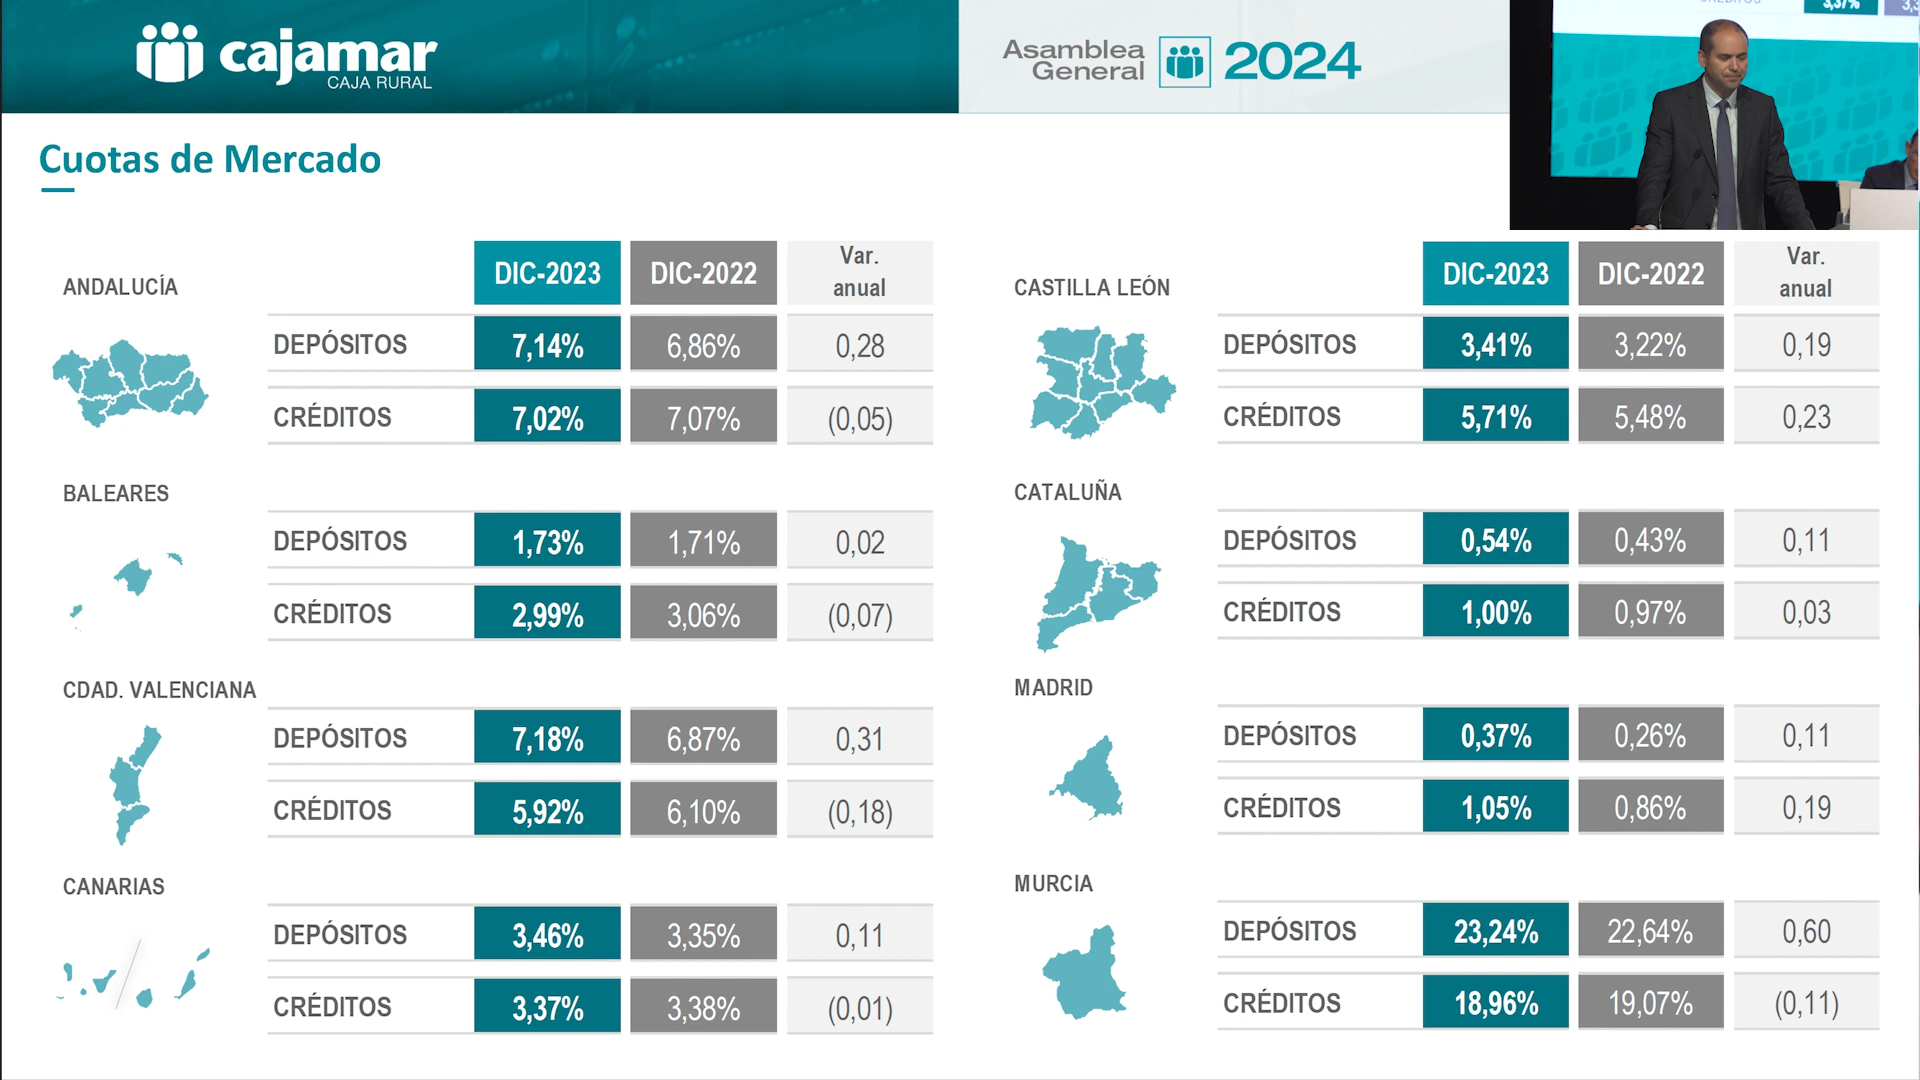 cajamar
CAJA RURAL
Asamblea
General
2024
CRÉDITOS 3,37%
Cuotas de Mercado
ANDALUCÍA
DIC-2023 DIC-2022 Var.
anual
DEPÓSITOS 7,14% 6,86% 0,28
CRÉDITOS 7,02% 7,07% (0,05)
BALEARES
DEPÓSITOS 1,73% 1,71% 0,02
CRÉDITOS 2,99% 3,06% (0,07)
CDAD. VALENCIANA
DEPÓSITOS 7,18% 6,87% 0,31
CRÉDITOS 5,92% 6,10% (0,18)
CANARIAS
DEPÓSITOS 3,46% 3,35% 0,11
CRÉDITOS 3,37% 3,38% (0,01)
CASTILLA LEÓN
DIC-2023 DIC-2022 Var.
anual
DEPÓSITOS 3,41% 3,22% 0,19
CRÉDITOS 5,71% 5,48% 0,23
CATALUÑA
DEPÓSITOS 0,54% 0,43% 0,11
CRÉDITOS 1,00% 0,97% 0,03
MADRID
DEPÓSITOS 0,37% 0,26% 0,11
CRÉDITOS 1,05% 0,86% 0,19
MURCIA
DEPÓSITOS 23,24% 22,64% 0,60
CRÉDITOS 18,96% 19,07% (0,11)